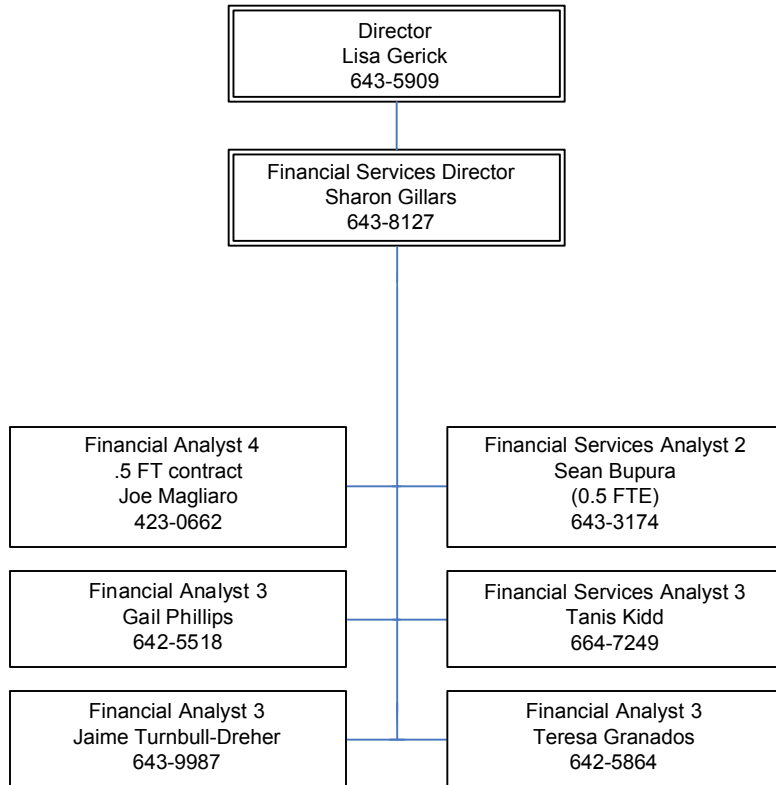 Director
Lisa Gerick
643-5909
Financial Services Director
Sharon Gillars
643-8127
Financial Analyst 4
.5 FT contract
Joe Magliaro
423-0662
Financial Services Analyst 2
Sean Bupura
(0.5 FTE)
643-3174
Financial Analyst 3
Gail Phillips
642-5518
Financial Services Analyst 3
Tanis Kidd
664-7249
Financial Analyst 3
Jaime Turnbull-Dreher
643-9987
Financial Analyst 3
Teresa Granados
642-5864